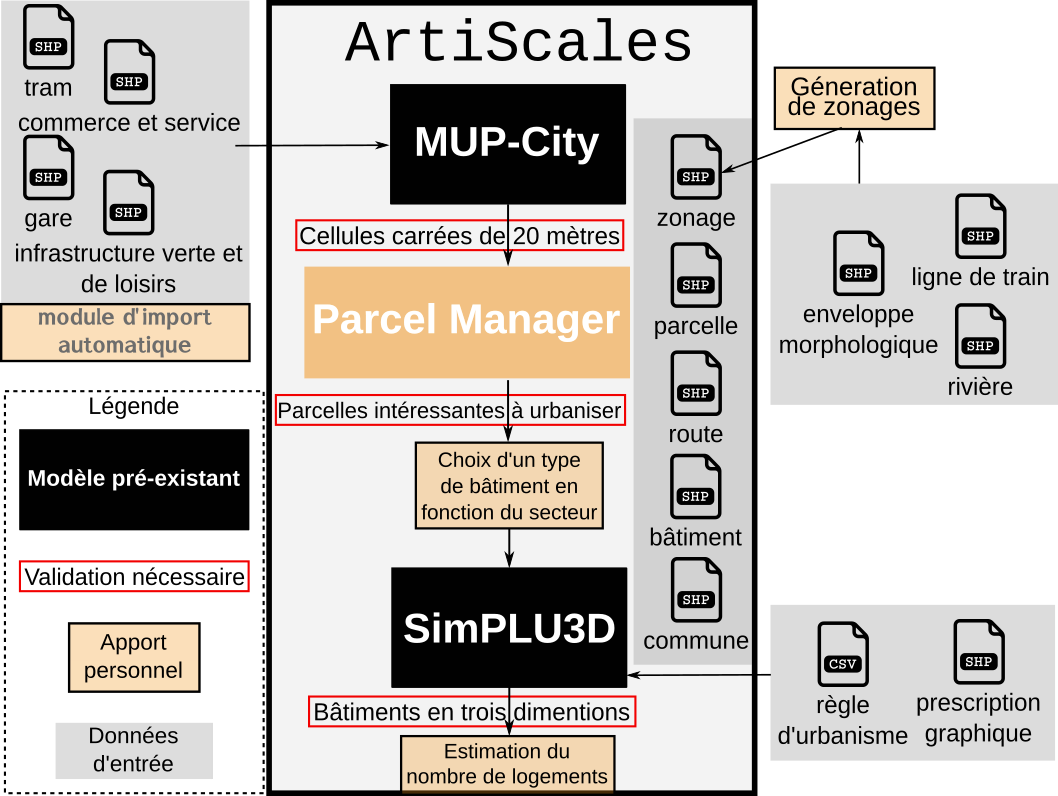 SHP
tram
SHP
commerce et service
SHP
gare
SHP
infrastructure verte et
de loisirs
module d'import
automatique
Légende
Modèle pré-existant
Validation nécessaire
Apport
personnel
Données
d'entrée
ArtiScales
MUP-City
Cellules carrées de 20 mètres
Parcel Manager
Parcelles intéressantes à urbaniser
Choix d'un type
de bâtiment en
fonction du secteur
SimPLU3D
Bâtiments en trois dimentions
Estimation du
nombre de logements
SHP
zonage
SHP
parcelle
SHP
route
SHP
bâtiment
SHP
commune
Géneration
de zonages
SHP
ligne de train
SHP
enveloppe
morphologique
SHP
rivière
CSV
règle
d'urbanisme
SHP
prescription
graphique